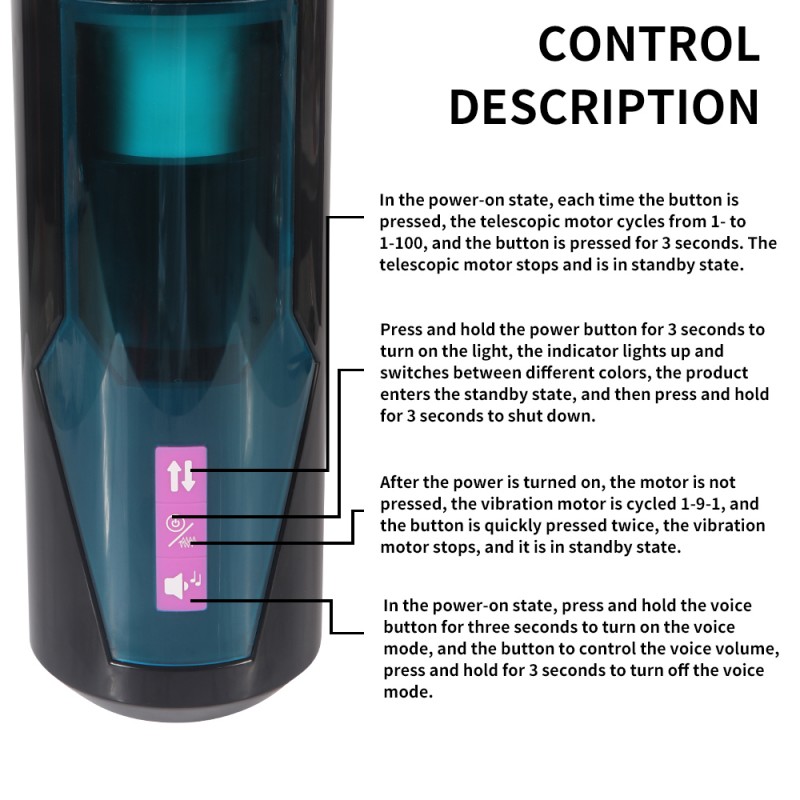 CONTROL
DESCRIPTION
In the power-on state, each time the button is
pressed, the telescopic motor cycles from 1- to
1-100, and the button is pressed for 3 seconds. The
telescopic motor stops and is in standby state.
Press and hold the power button for 3 seconds to
turn on the light, the indicator lights up and
switches between different colors, the product
enters the standby state, and then press and hold
for 3 seconds to shut down.
After the power is turned on, the motor is not
pressed, the vibration motor is cycled 1-9-1, and
the button is quickly pressed twice, the vibration
motor stops, and it is in standby state.
In the power-on state, press and hold the voice
button for three seconds to turn on the voice
mode, and the button to control the voice volume,
press and hold for 3 seconds to turn off the voice
mode.